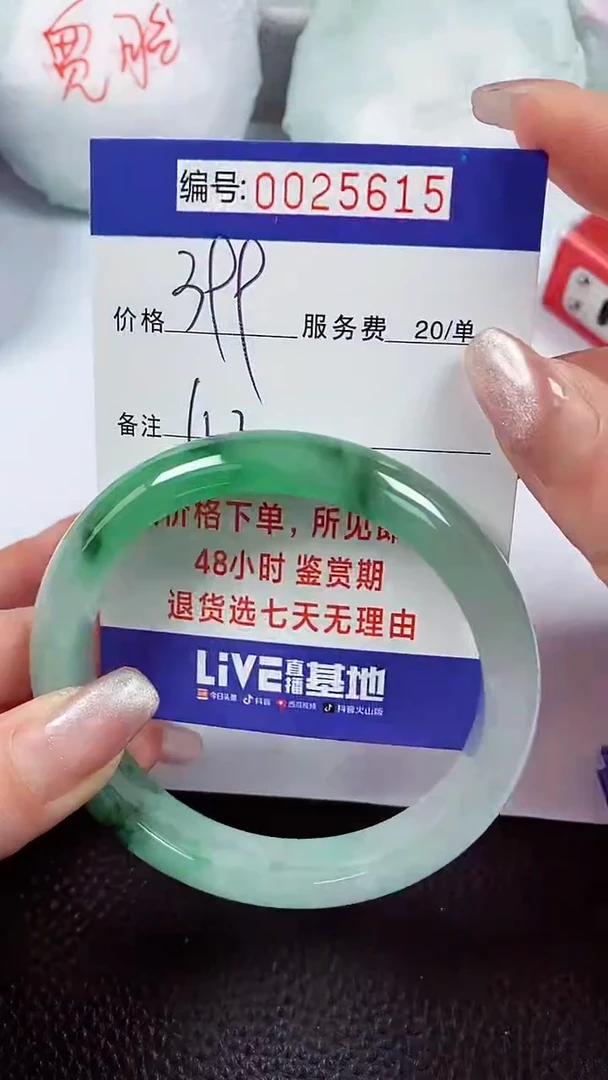 编号:0025615
价格 399 服务费 20/单
备注
价格下单，所见即
48小时 鉴赏期
退货选七天无理由
LiVE直播基地
今日头条 抖音 西瓜视频 抖音火山版